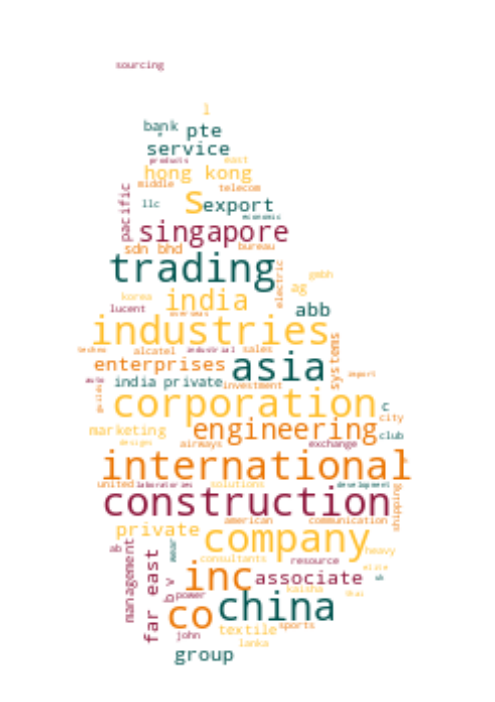 sourcing
l
bank pte
service
products east
hong kong
middle telecom
pacific llc s export
economic
singapore
sdn bhd bureau
trading electric gmbh
korea india ag
lucent overseas abb
industries
techno alcatel industrial sales systems
enterprises asia import
auto india private investment
guilds corporation c
city
marketing engineering club
designs airways exchange
international
united laboratories solutions development
construction shipping
american communication
private company
ab management wear consultants heavy
resource elite
far east b v inc associate uk
power kaisha thai
co china
john textile sports
lanka
group